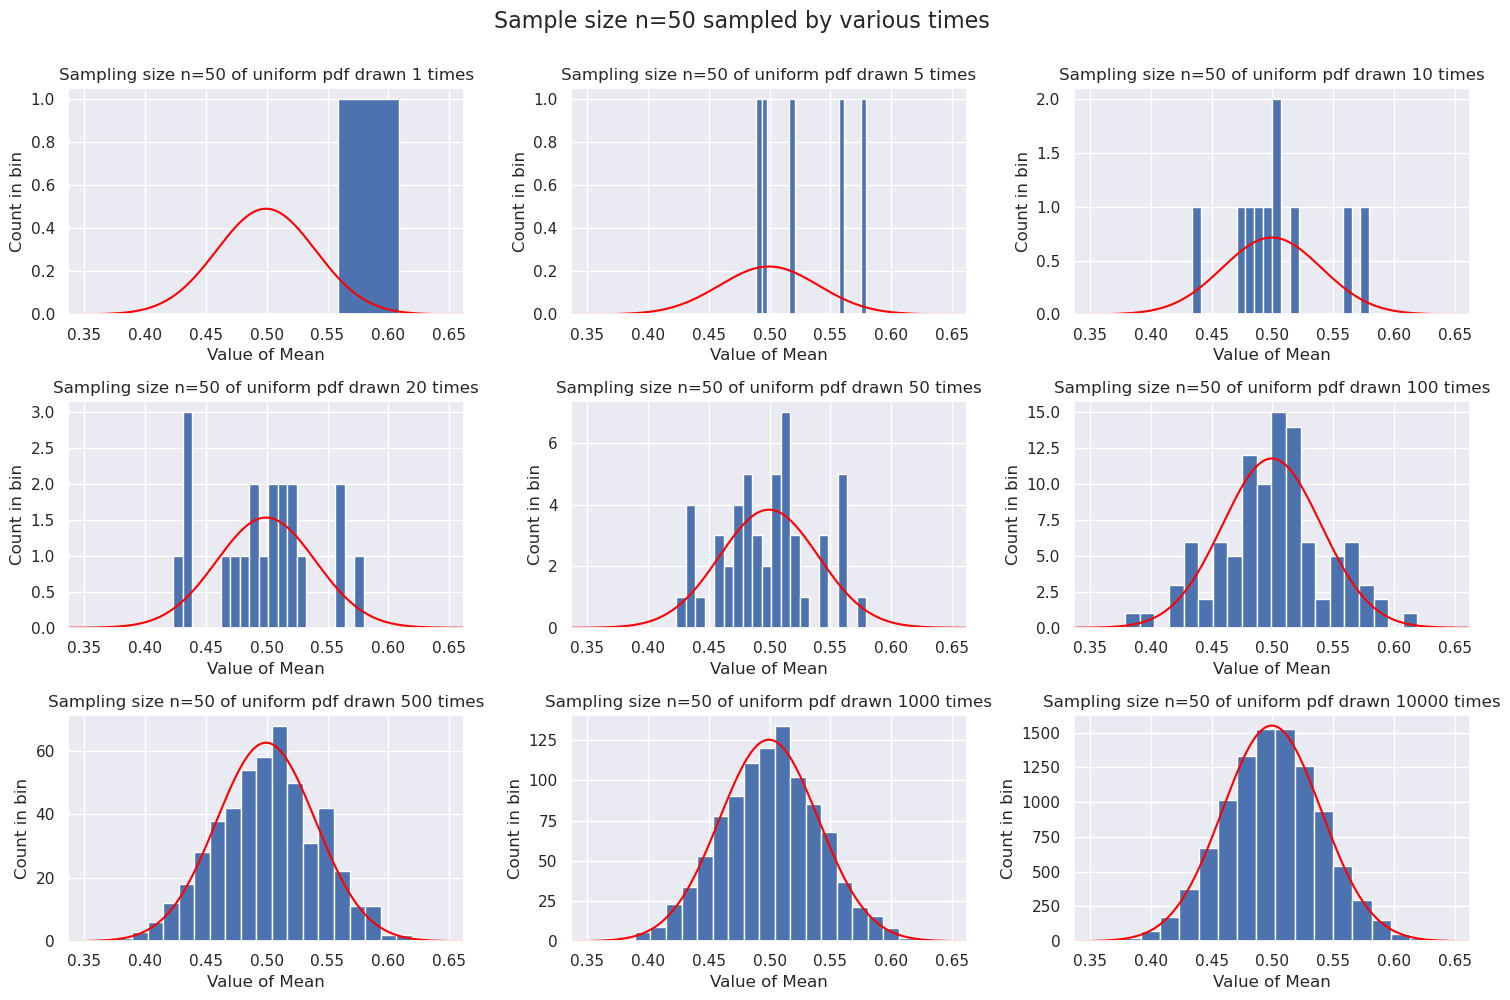 Sample size n=50 sampled by various times
Sampling size n=50 of uniform pdf drawn 1 times
1.0
0.8
0.6
0.4
0.2
0.0
Count in bin
0.35 0.40 0.45 0.50 0.55 0.60 0.65
Value of Mean
Sampling size n=50 of uniform pdf drawn 5 times
1.0
0.8
0.6
0.4
0.2
0.0
Count in bin
0.35 0.40 0.45 0.50 0.55 0.60 0.65
Value of Mean
Sampling size n=50 of uniform pdf drawn 10 times
2.0
1.5
1.0
0.5
0.0
Count in bin
0.35 0.40 0.45 0.50 0.55 0.60 0.65
Value of Mean
Sampling size n=50 of uniform pdf drawn 20 times
3.0
2.5
2.0
1.5
1.0
0.5
0.0
Count in bin
0.35 0.40 0.45 0.50 0.55 0.60 0.65
Value of Mean
Sampling size n=50 of uniform pdf drawn 50 times
6
4
2
0
Count in bin
0.35 0.40 0.45 0.50 0.55 0.60 0.65
Value of Mean
Sampling size n=50 of uniform pdf drawn 100 times
15.0
12.5
10.0
7.5
5.0
2.5
0.0
Count in bin
0.35 0.40 0.45 0.50 0.55 0.60 0.65
Value of Mean
Sampling size n=50 of uniform pdf drawn 500 times
60
40
20
0
Count in bin
0.35 0.40 0.45 0.50 0.55 0.60 0.65
Value of Mean
Sampling size n=50 of uniform pdf drawn 1000 times
125
100
75
50
25
0
Count in bin
0.35 0.40 0.45 0.50 0.55 0.60 0.65
Value of Mean
Sampling size n=50 of uniform pdf drawn 10000 times
1500
1250
1000
750
500
250
0
Count in bin
0.35 0.40 0.45 0.50 0.55 0.60 0.65
Value of Mean